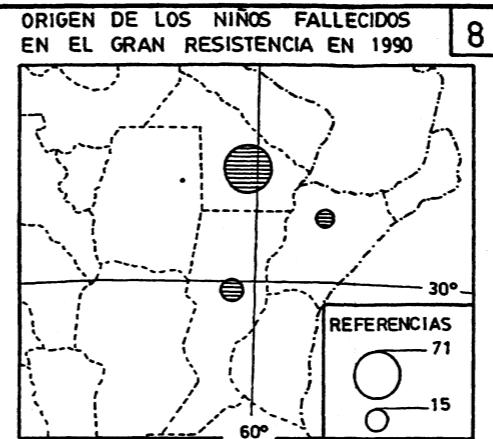 ORIGEN DE LOS NIÑOS FALLECIDOS
EN EL GRAN RESISTENCIA EN 1990
8
30°
REFERENCIAS
71
15
60°